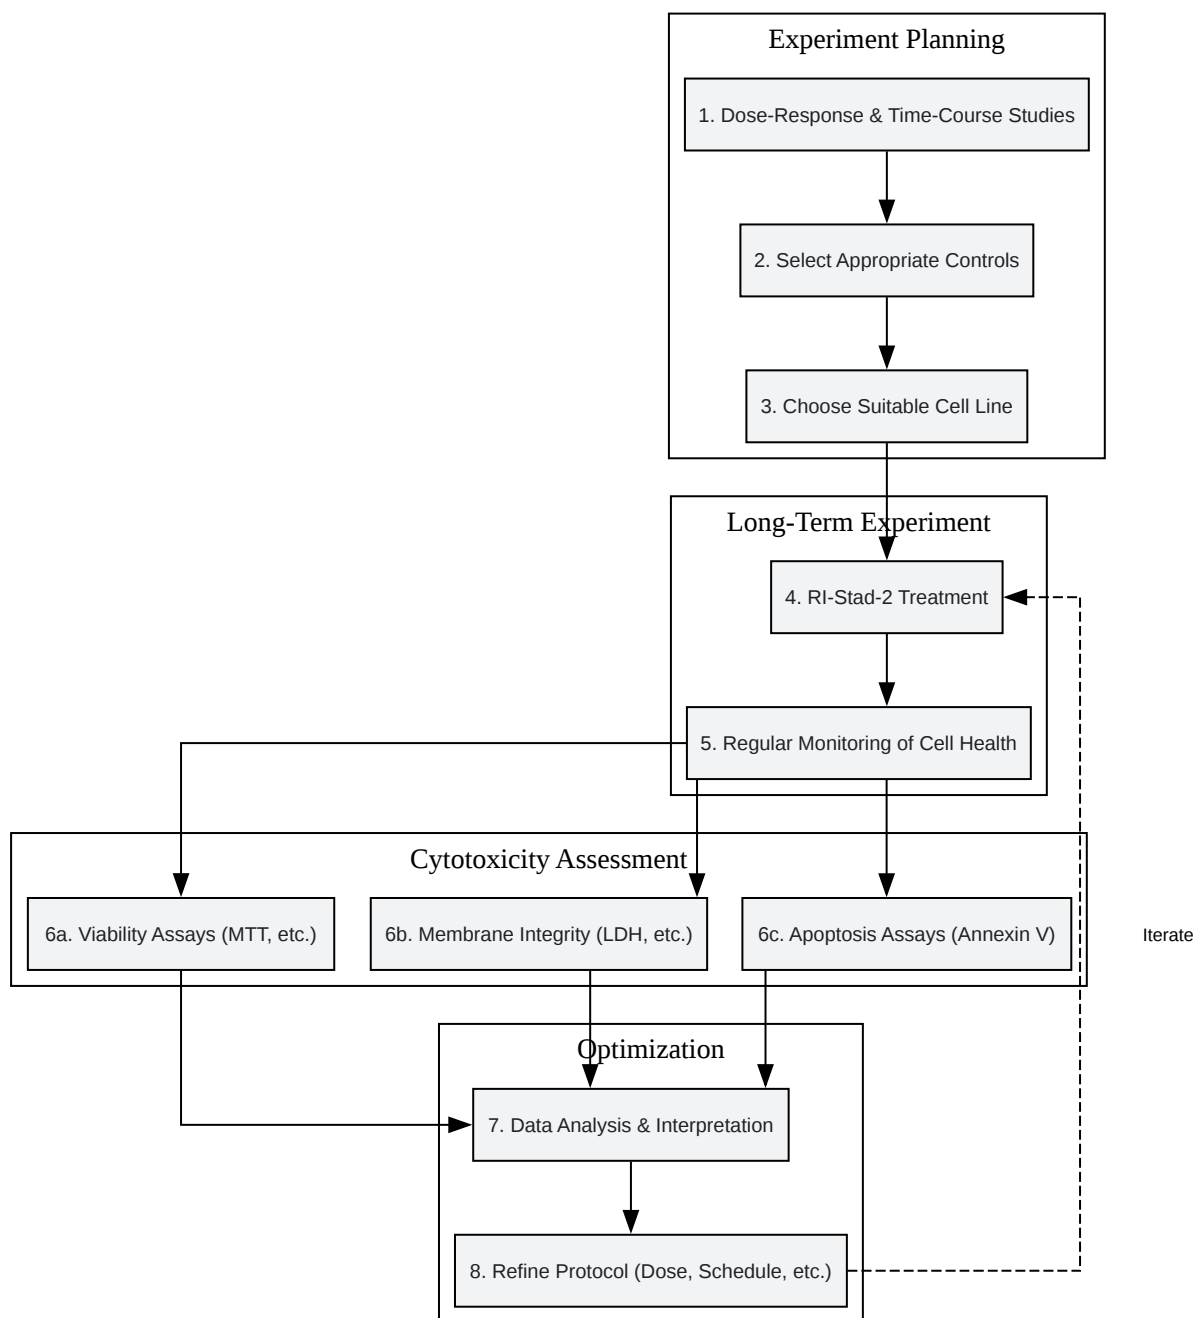 Experiment Planning
1. Dose-Response & Time-Course Studies
2. Select Appropriate Controls
3. Choose Suitable Cell Line
Long-Term Experiment
4. RI-Stad-2 Treatment
5. Regular Monitoring of Cell Health
Cytotoxicity Assessment
6a. Viability Assays (MTT, etc.)
6b. Membrane Integrity (LDH, etc.)
6c. Apoptosis Assays (Annexin V)
Iterate
Optimization
7. Data Analysis & Interpretation
8. Refine Protocol (Dose, Schedule, etc.)